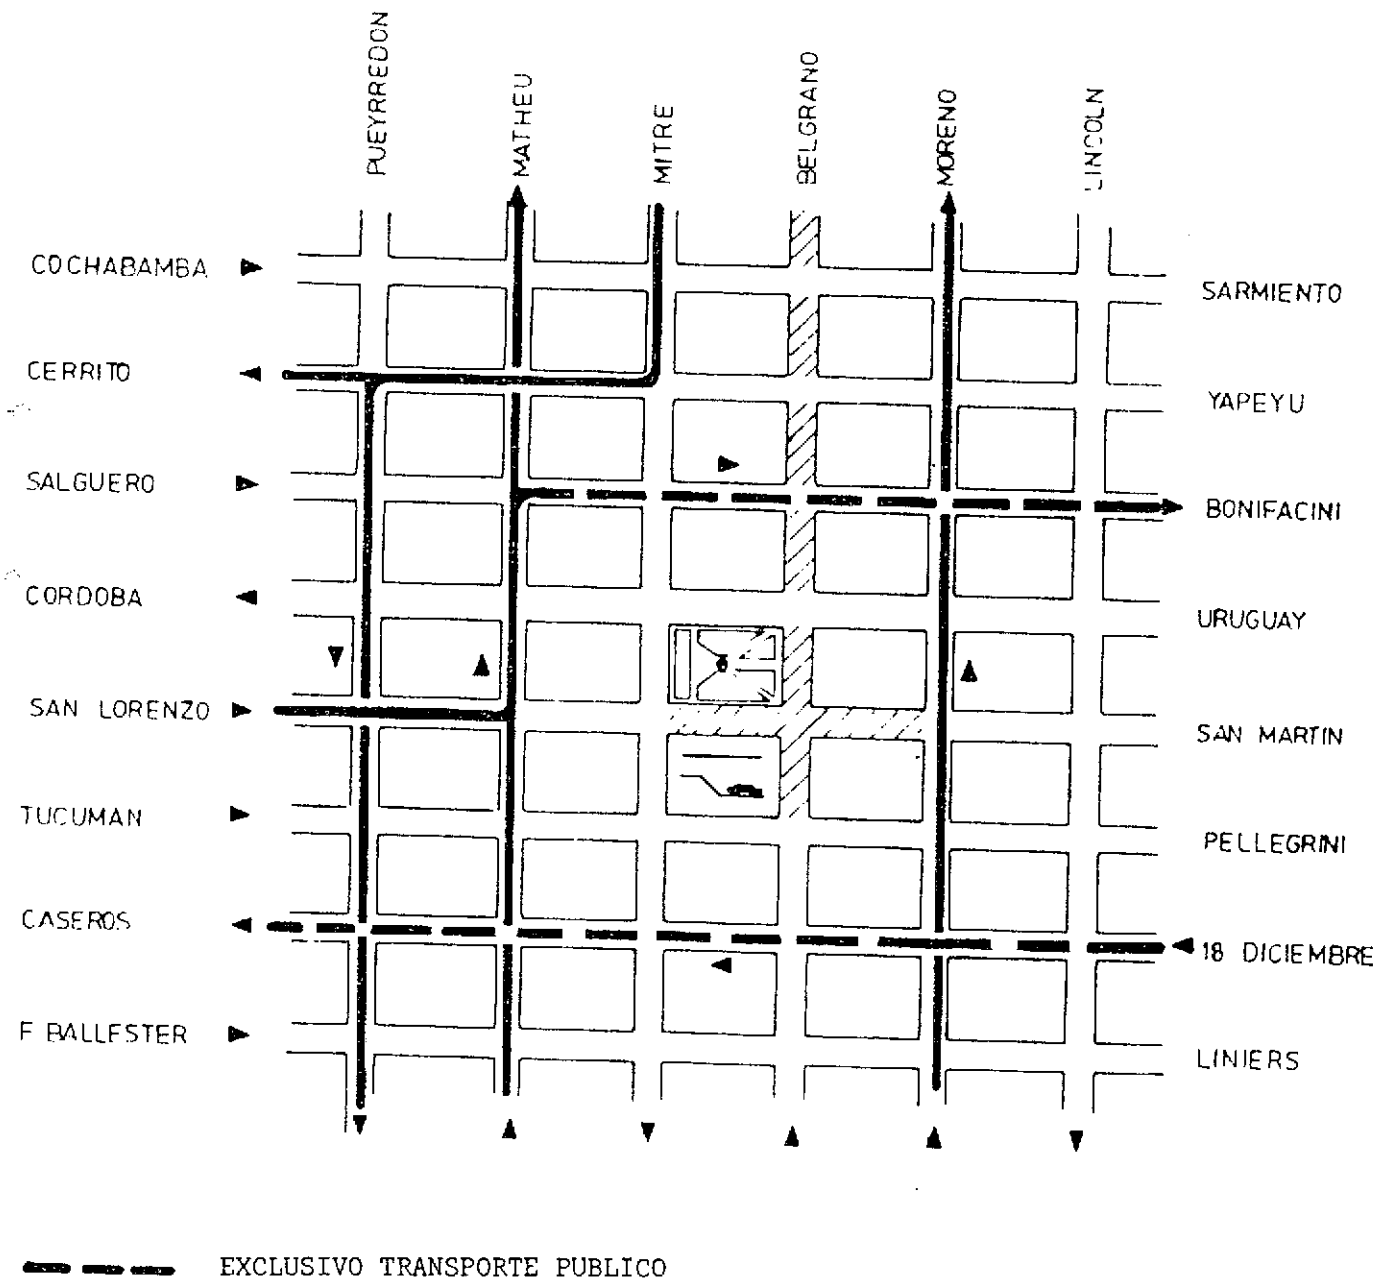 PUEYRREDON
MATHEU
MITRE
BELGRANO
MORENO
LINCOLN
COCHABAMBA
SARMIENTO
CERRITO
YAPEYU
SALGUERO
BONIFACINI
CORDOBA
URUGUAY
SAN LORENZO
SAN MARTIN
TUCUMAN
PELLEGRINI
CASEROS
18 DICIEMBRE
F BALLESTER
LINIERS
EXCLUSIVO TRANSPORTE PUBLICO